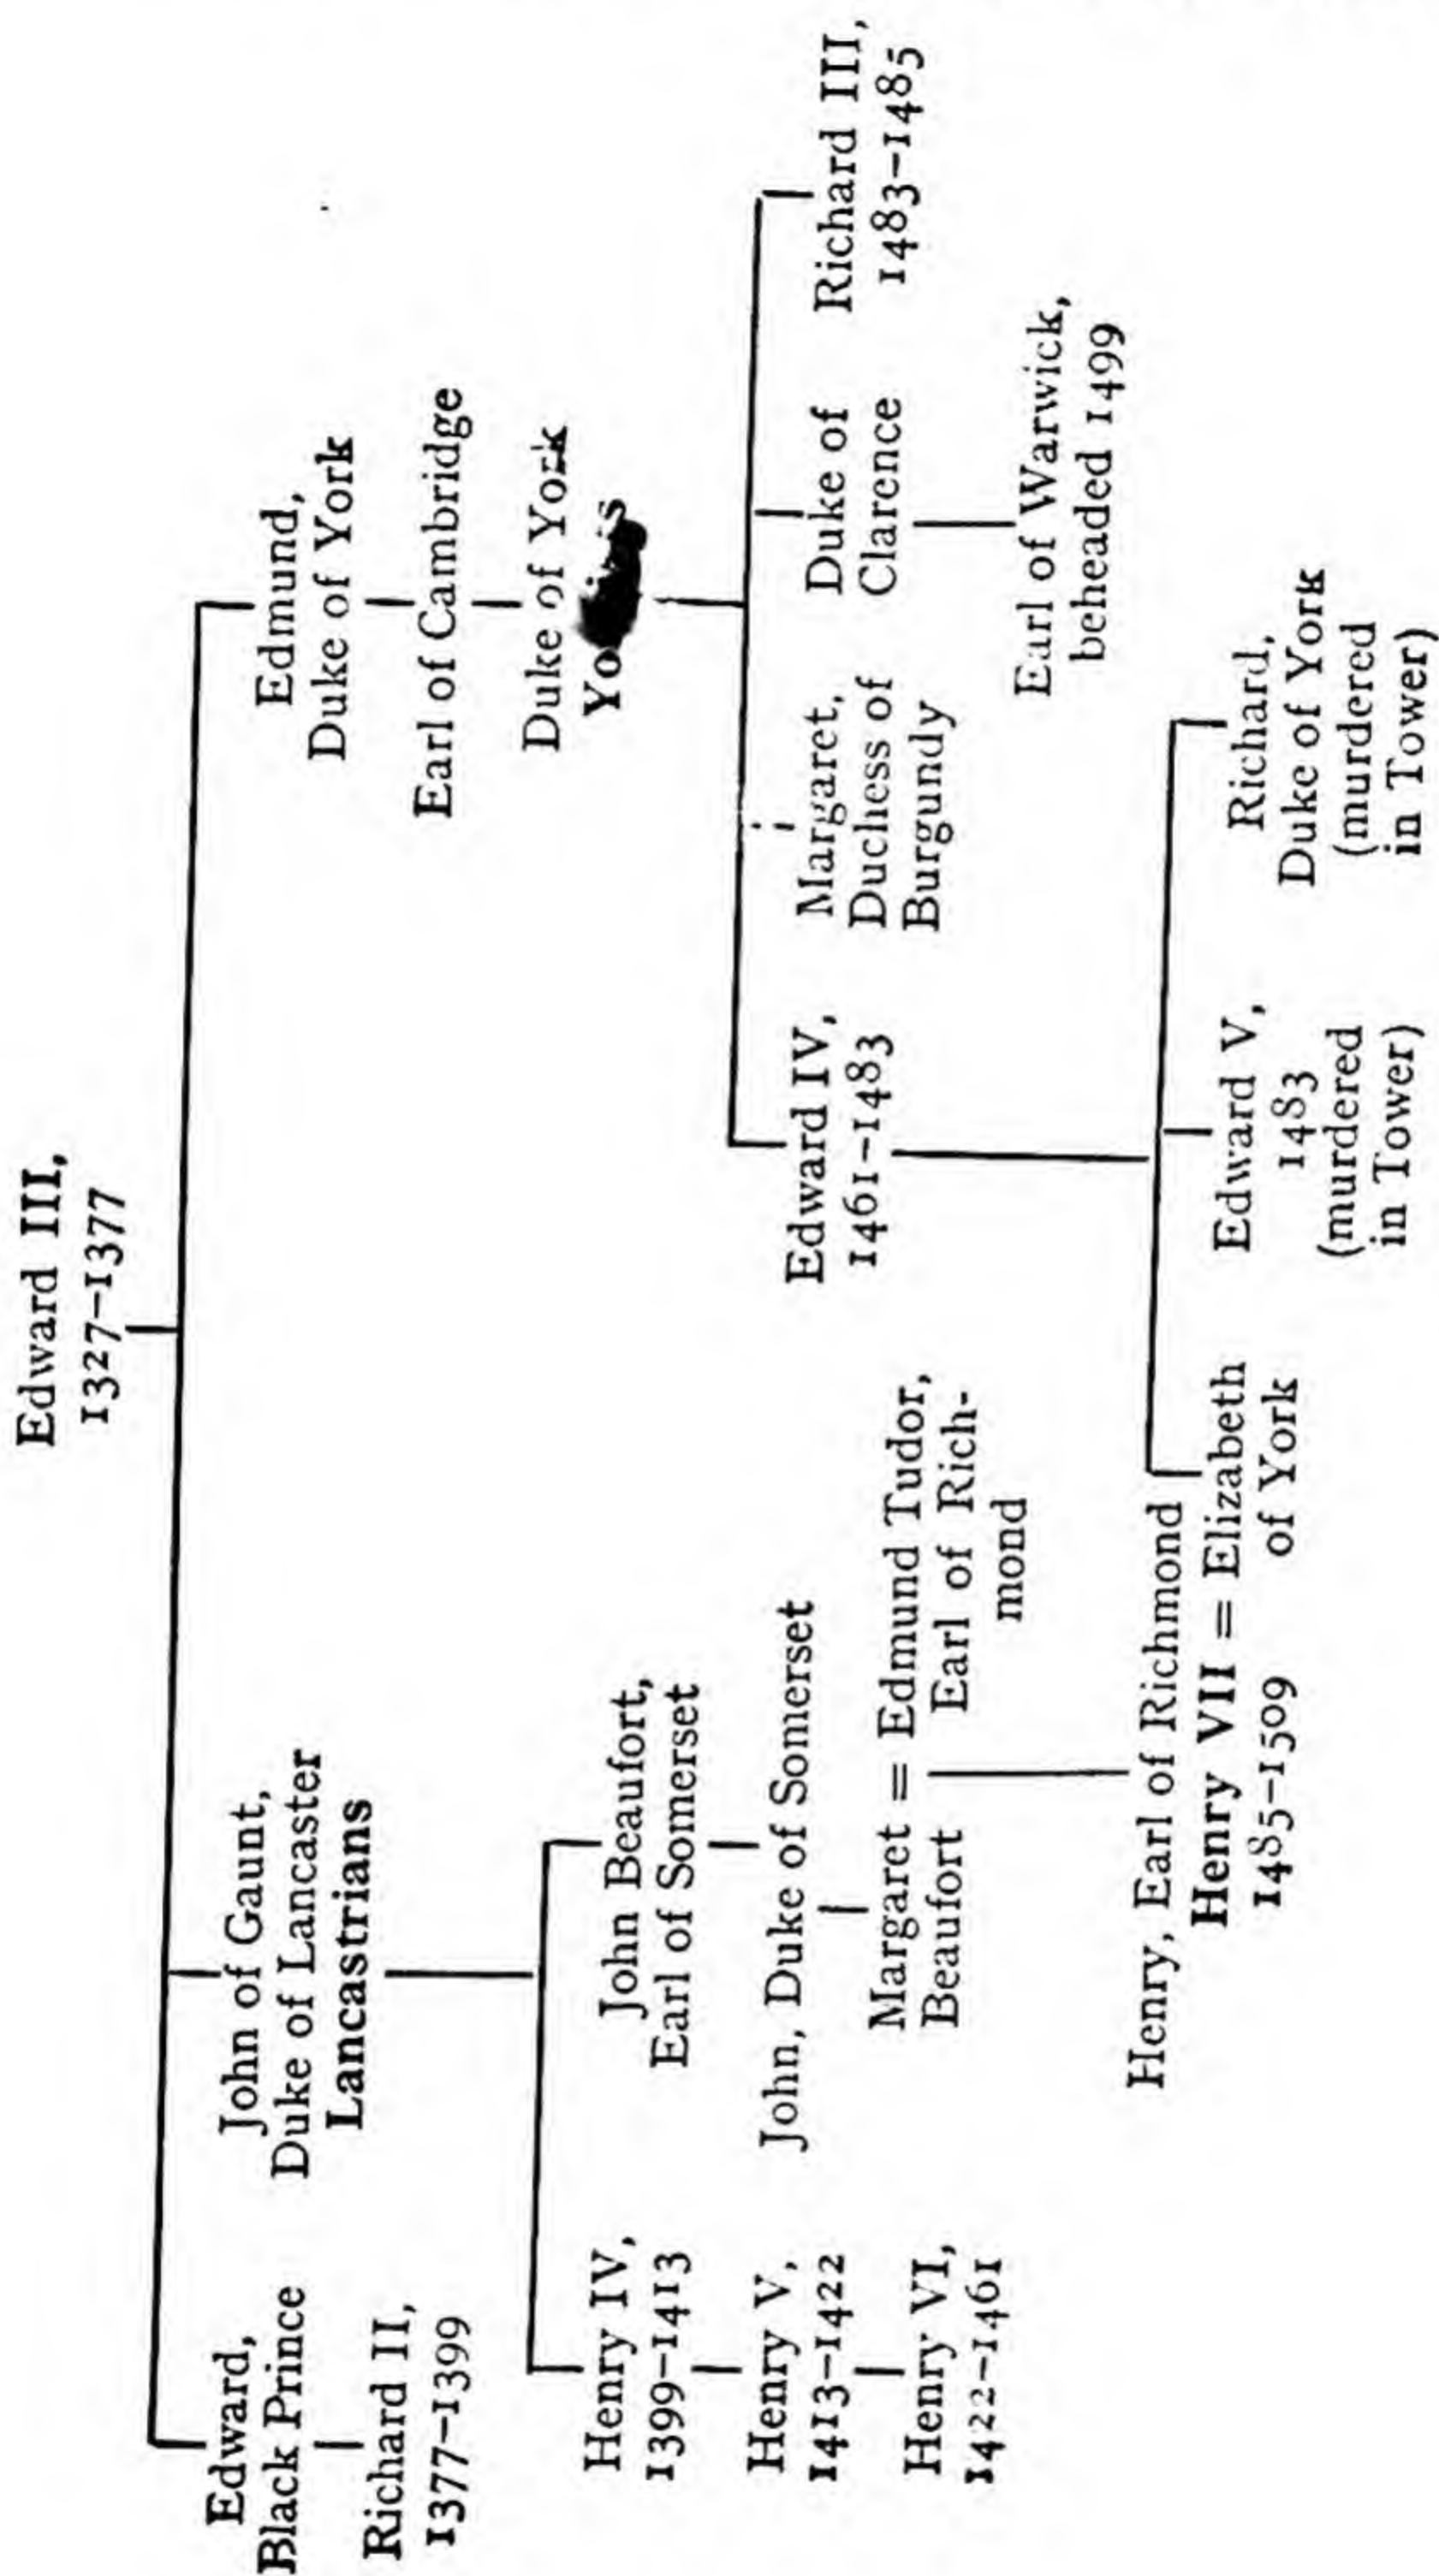 Edward III,
1327–1377
Edward,
Black Prince
Richard II,
1377–1399
John of Gaunt,
Duke of Lancaster
Lancastrians
Edmund,
Duke of York
Earl of Cambridge
Duke of York
Henry IV,
1399–1413
Henry V,
1413–1422
Henry VI,
1422–1461
John Beaufort,
Earl of Somerset
John, Duke of Somerset
Margaret = Edmund Tudor,
Beaufort Earl of Rich-
mond
Edward IV,
1461–1483
Margaret,
Duchess of
Burgundy
Duke of
Clarence
Richard III,
1483–1485
Earl of Warwick,
beheaded 1499
Henry, Earl of Richmond
Henry VII = Elizabeth
1485–1509 of York
Edward V,
1483
(murdered
in Tower)
Richard,
Duke of York
(murdered
in Tower)